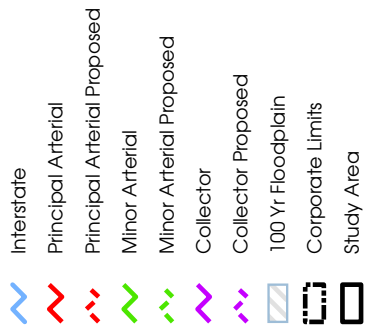 Interstate
Principal Arterial
Principal Arterial Proposed
Minor Arterial
Minor Arterial Proposed
Collector
Collector Proposed
100 Yr Floodplain
Corporate Limits
Study Area